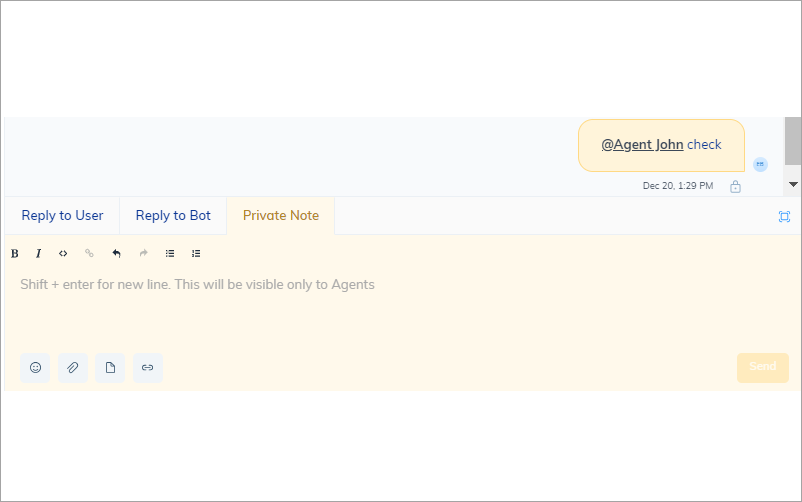 @Agent John check
Dec 20, 1:29 PM
Reply to User Reply to Bot Private Note
B I
Shift + enter for new line. This will be visible only to Agents
Send